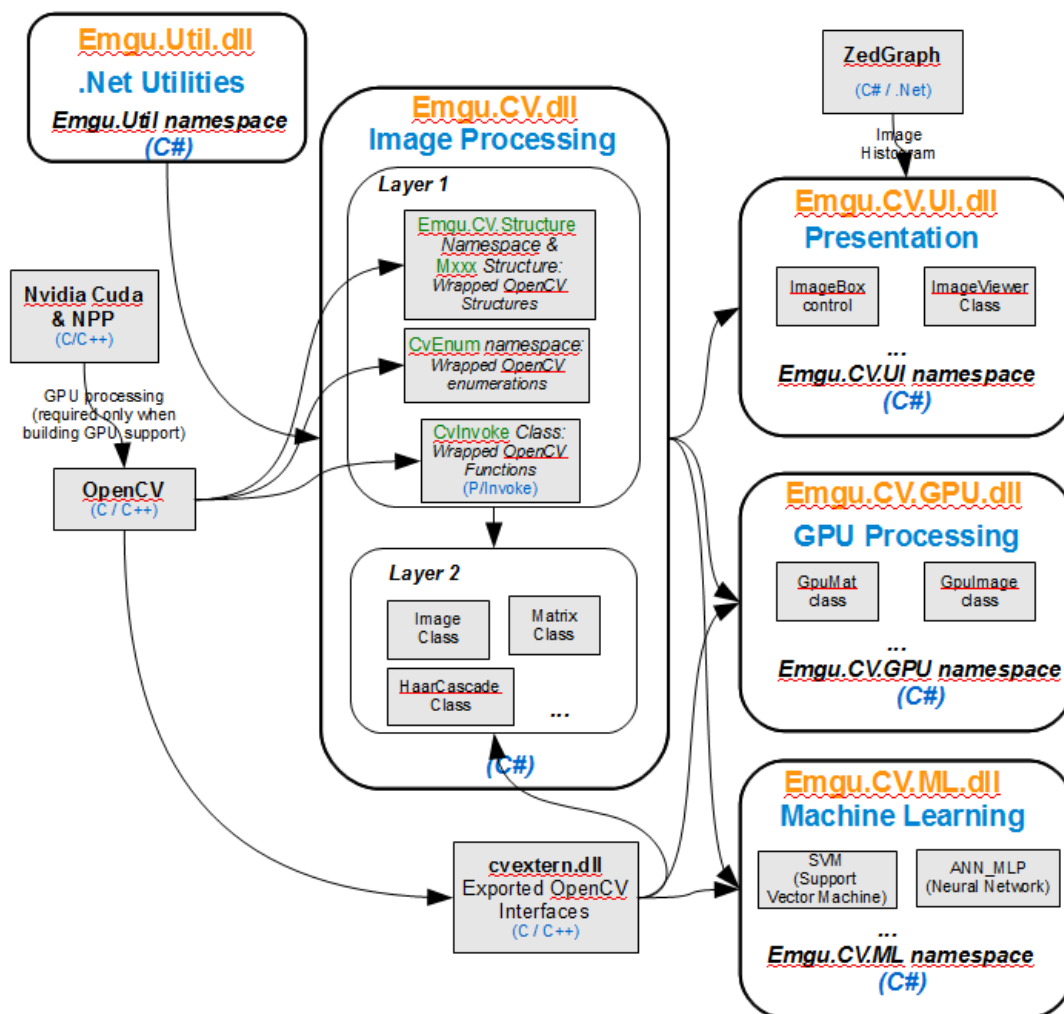 Emgu.Util.dll
.Net Utilities
Emgu.Util namespace
(C#)
ZedGraph
(C# / .Net)
Image
Histogram
Emgu.CV.dll
Image Processing
Layer 1
Emgu.CV.Structure
Namespace &
Mxxx Structure:
Wrapped OpenCV
Structures
CvEnum namespace:
Wrapped OpenCV
enumerations
CvInvoke Class:
Wrapped OpenCV
Functions
(P/Invoke)
Layer 2
Image
Class
Matrix
Class
HaarCascade
Class
...
(C#)
Nvidia Cuda
& NPP
(C/C++)
GPU processing
(required only when
building GPU support)
OpenCV
(C / C++)
cvextern.dll
Exported OpenCV
Interfaces
(C / C++)
Emgu.CV.UI.dll
Presentation
ImageBox
control
ImageViewer
Class
...
Emgu.CV.UI namespace
(C#)
Emgu.CV.GPU.dll
GPU Processing
GpuMat
class
GpuImage
class
...
Emgu.CV.GPU namespace
(C#)
Emgu.CV.ML.dll
Machine Learning
SVM
(Support
Vector Machine)
ANN_MLP
(Neural Network)
...
Emgu.CV.ML namespace
(C#)